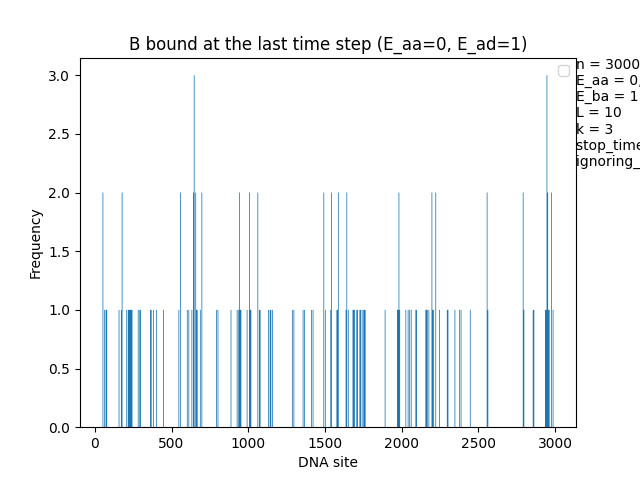 B bound at the last time step (E_aa=0, E_ad=1)
n = 3000
E_aa = 0,
E_ba = 1
L = 10
k = 3
stop_time
ignoring_
Frequency
3.0
2.5
2.0
1.5
1.0
0.5
0.0
0 500 1000 1500 2000 2500 3000
DNA site